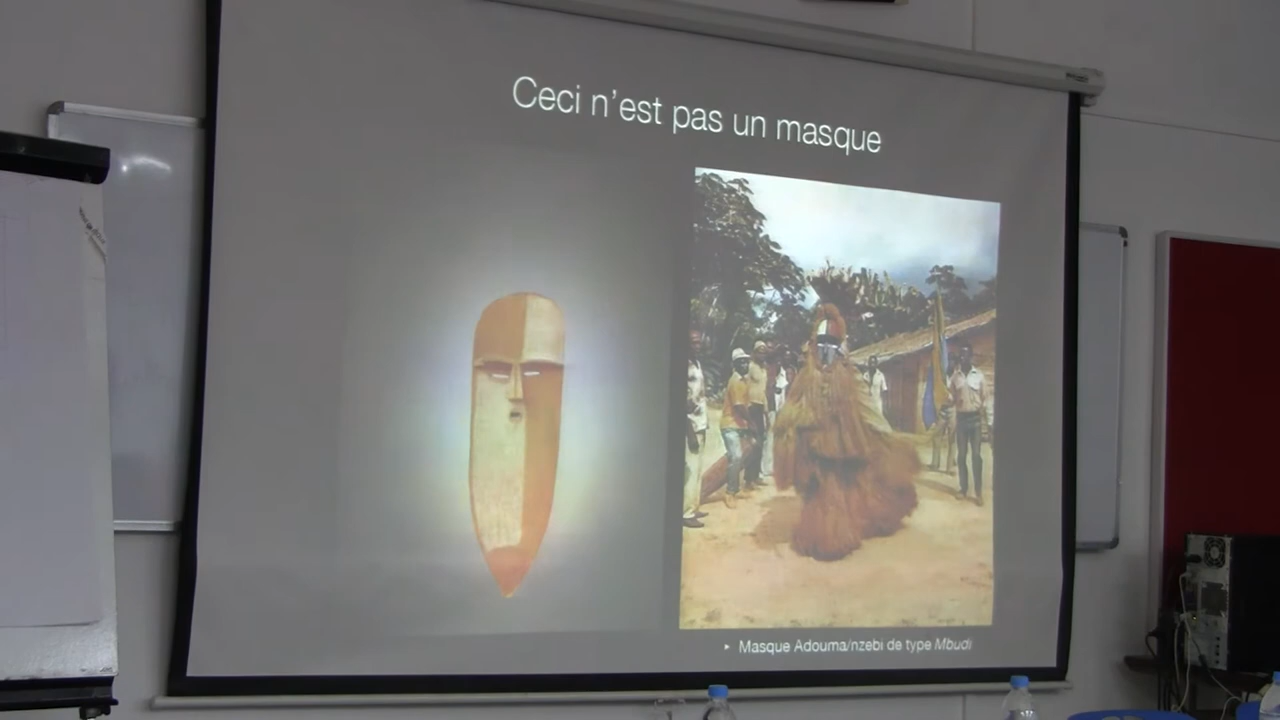 Ceci n'est pas un masque
▸ Masque Adouma/nzebi de type Mbudi